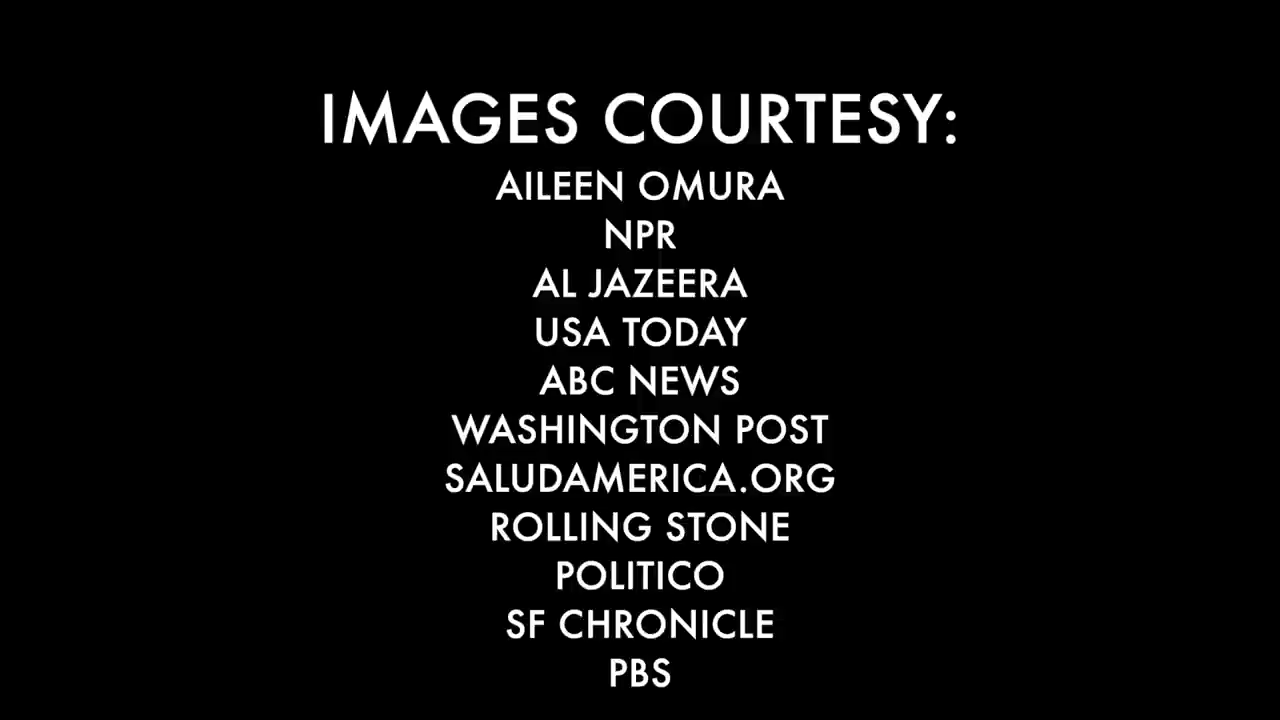 IMAGES COURTESY:
AILEEN OMURA
NPR
AL JAZEERA
USA TODAY
ABC NEWS
WASHINGTON POST
SALUDAMERICA.ORG
ROLLING STONE
POLITICO
SF CHRONICLE
PBS